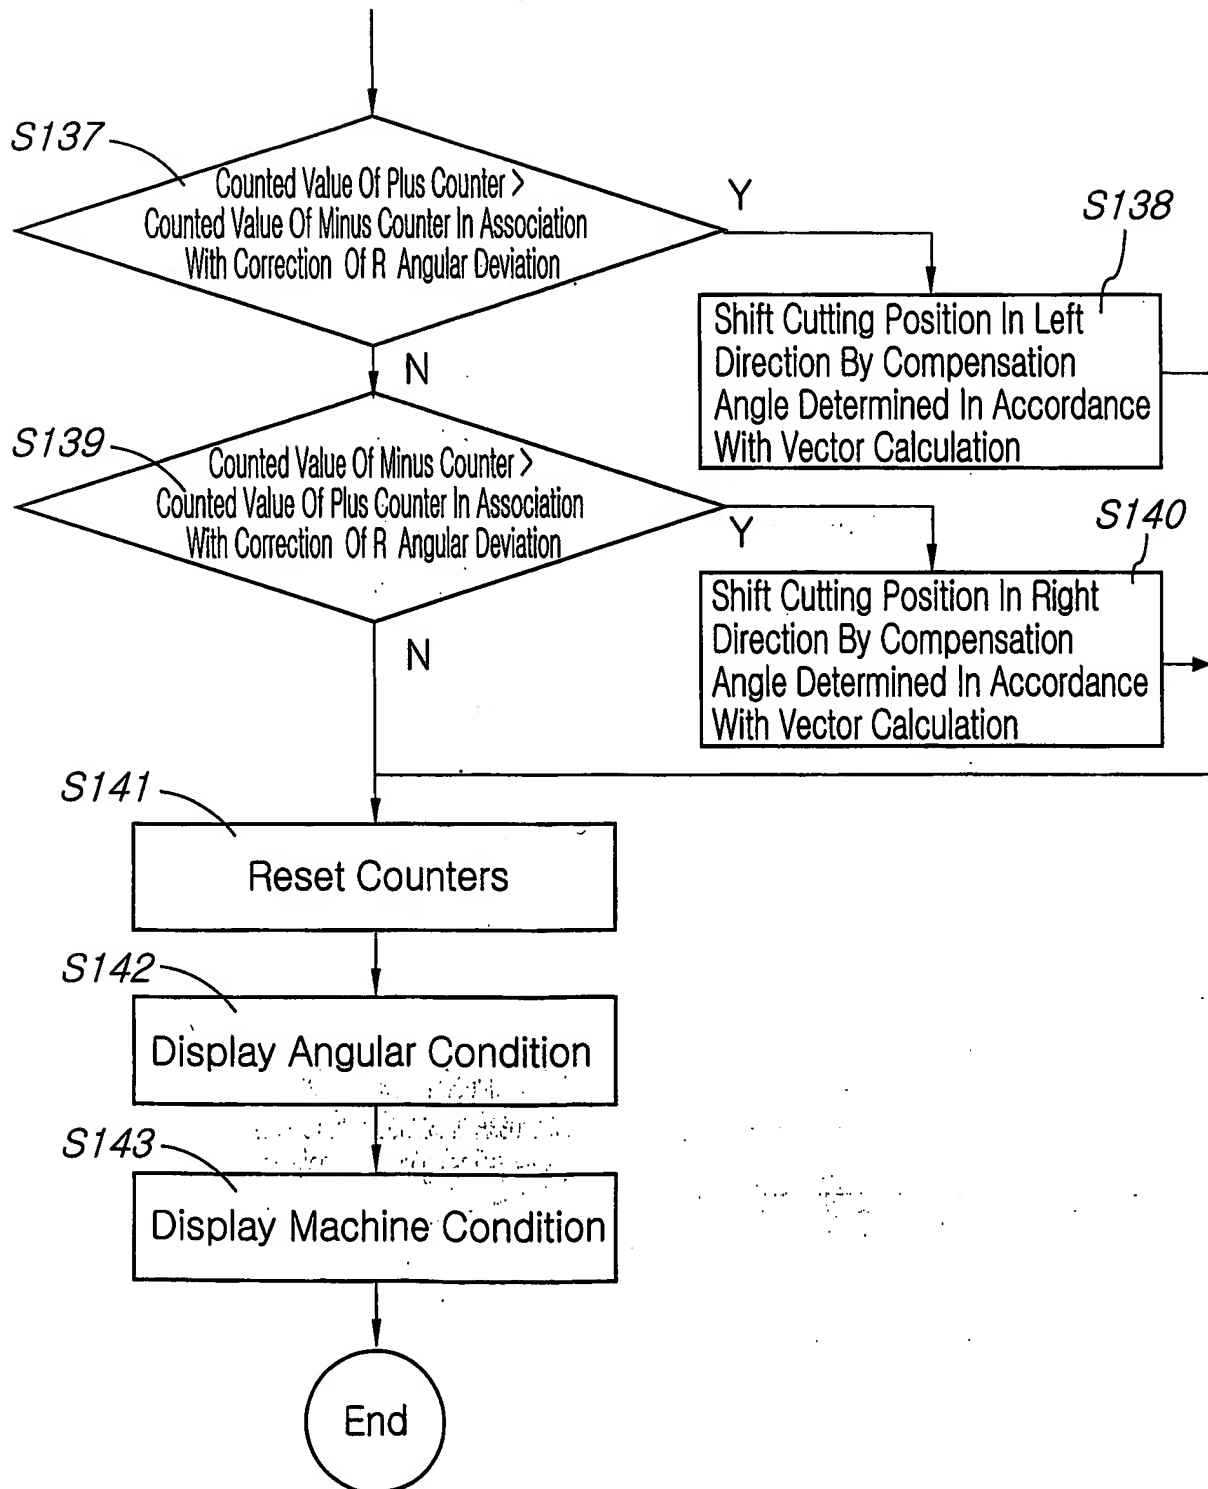 S137
Counted Value Of Plus Counter >
Counted Value Of Minus Counter In Association
With Correction Of R Angular Deviation
Y
N
S138
Shift Cutting Position In Left
Direction By Compensation
Angle Determined In Accordance
With Vector Calculation
S139
Counted Value Of Minus Counter >
Counted Value Of Plus Counter In Association
With Correction Of R Angular Deviation
Y
N
S140
Shift Cutting Position In Right
Direction By Compensation
Angle Determined In Accordance
With Vector Calculation
S141
Reset Counters
S142
Display Angular Condition
S143
Display Machine Condition
End